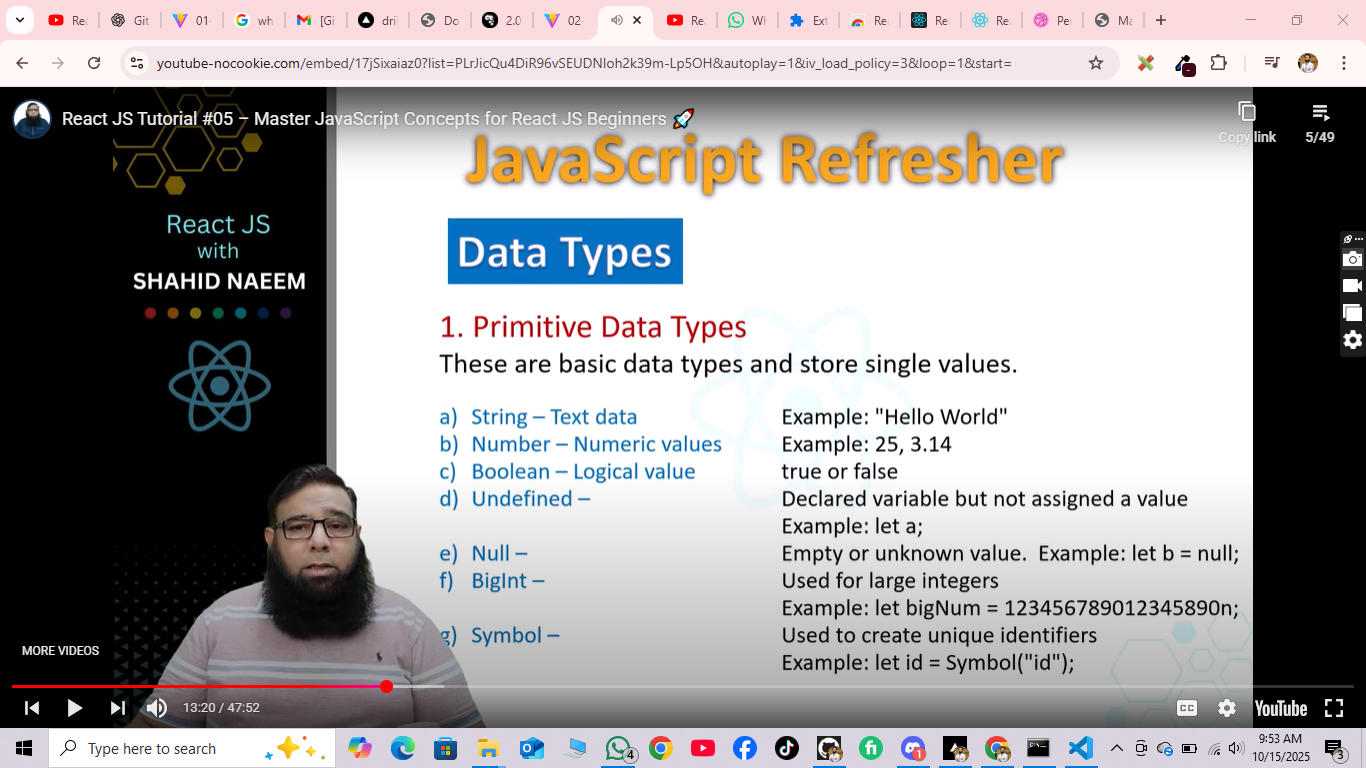 Re
Git
01-
wh
[Gi
dri
Do
2.0
02-
Re
Wh
Ext
Re
Re
Re
Pe
Ma
youtube-nocookie.com/embed/17jSixaiaz0?list=PLrJicQu4DiR96vSEUDNIoh2k39m-Lp5OH&autoplay=1&iv_load_policy=3&loop=1&start=
React JS Tutorial #05 – Master JavaScript Concepts for React JS Beginners 🚀
Copy link
5/49
JavaScript Refresher
React JS
with
SHAHID NAEEM
Data Types
1. Primitive Data Types
These are basic data types and store single values.
a) String – Text data Example: "Hello World"
b) Number – Numeric values Example: 25, 3.14
c) Boolean – Logical value true or false
d) Undefined – Declared variable but not assigned a value
Example: let a;
e) Null – Empty or unknown value. Example: let b = null;
f) BigInt – Used for large integers
Example: let bigNum = 123456789012345890n;
g) Symbol – Used to create unique identifiers
Example: let id = Symbol("id");
MORE VIDEOS
13:20 / 47:52
CC
YouTube
Type here to search
4
1
9:53 AM
10/15/2025
3